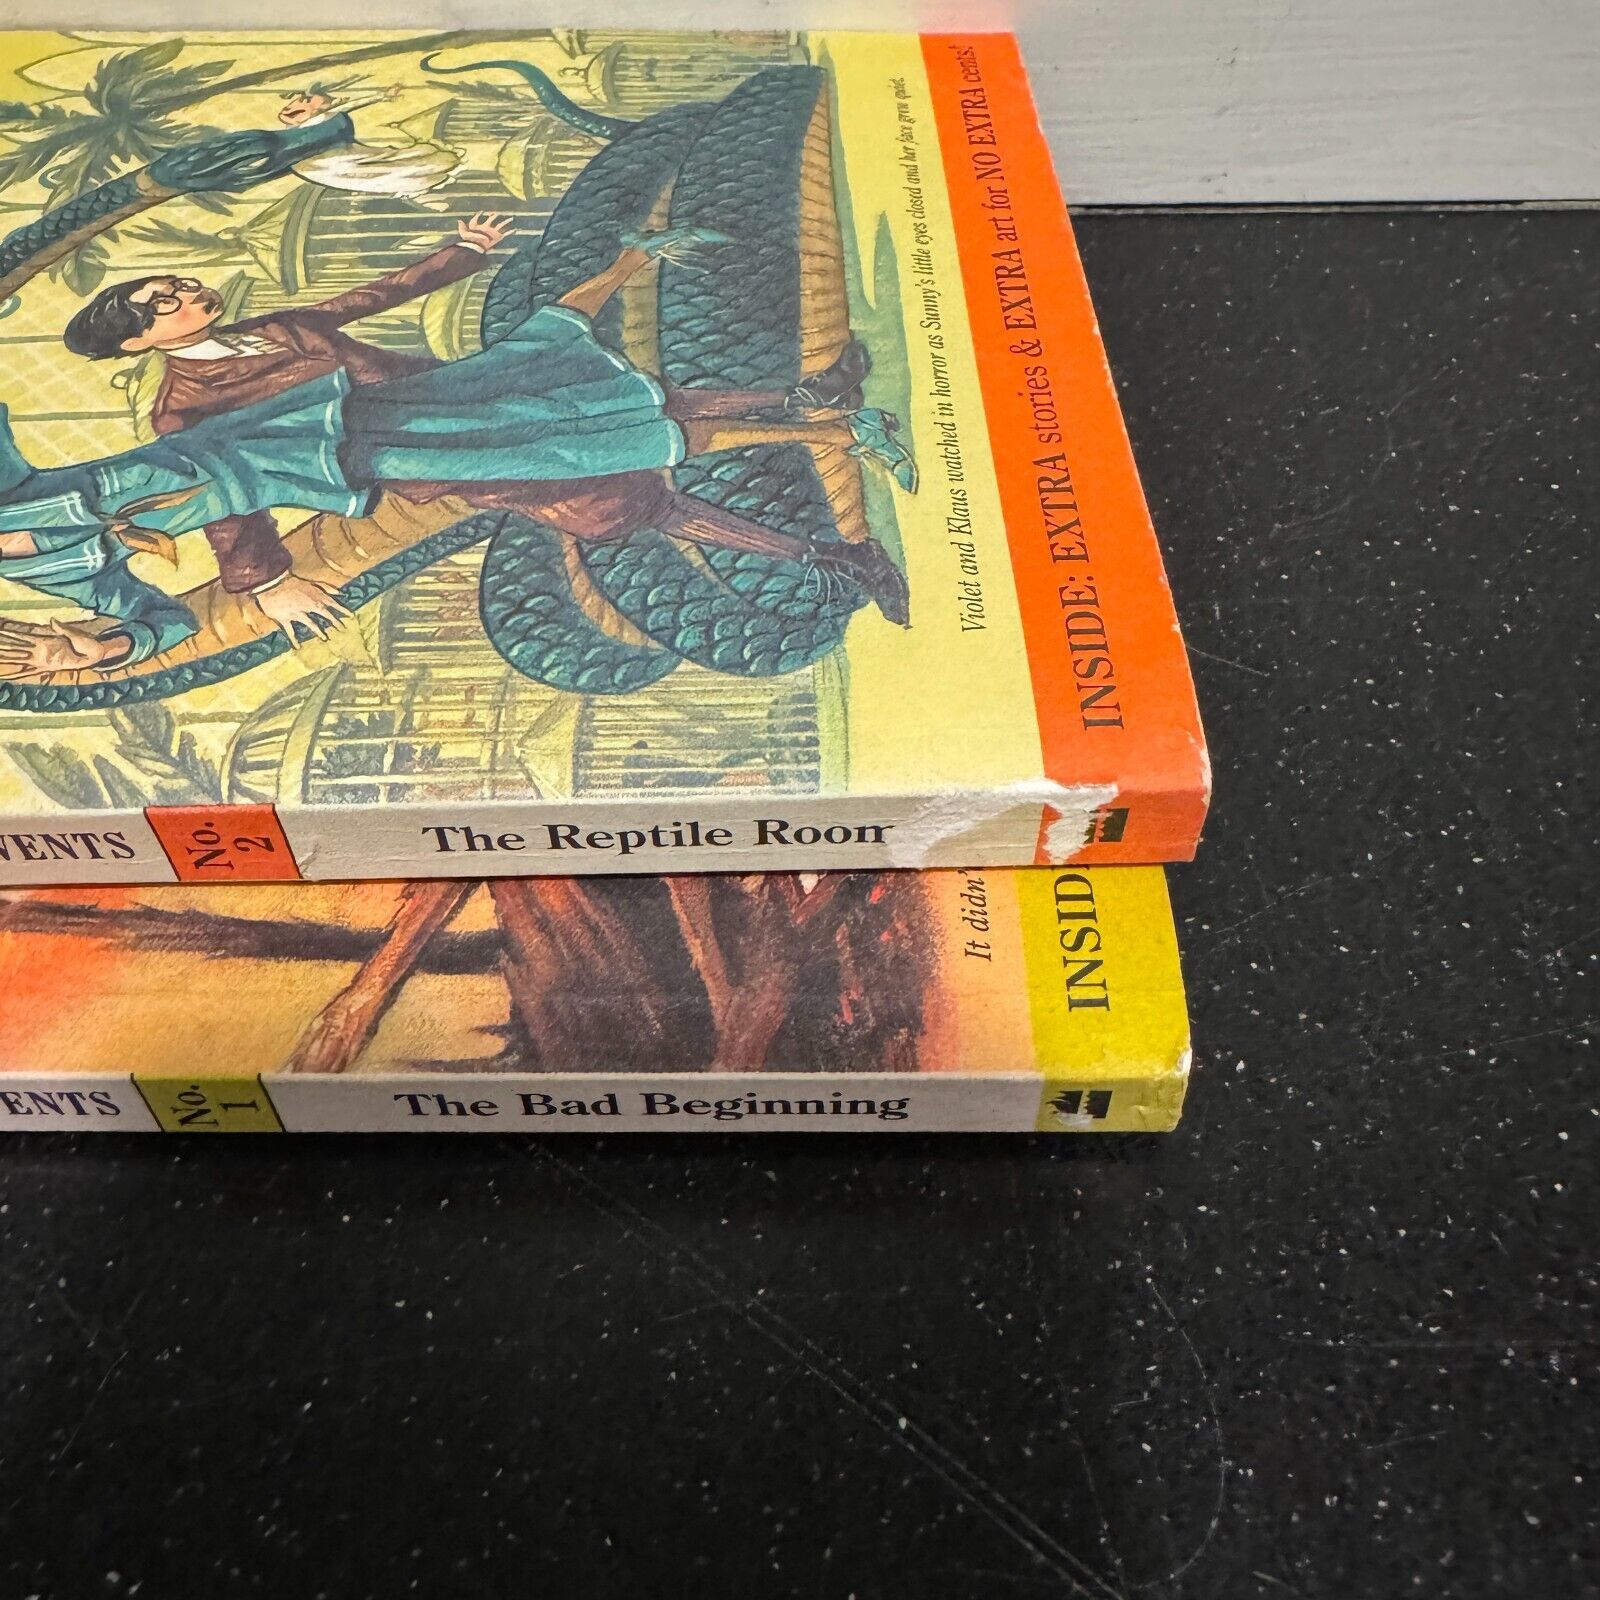 Violet and Klaus watched in horror as Sunny's little eyes closed and her face grew quiet.
INSIDE: EXTRA stories & EXTRA art for NO EXTRA cents!
VENTS No. 2 The Reptile Room
It didn'
INSID
ENTS No. 1 The Bad Beginning